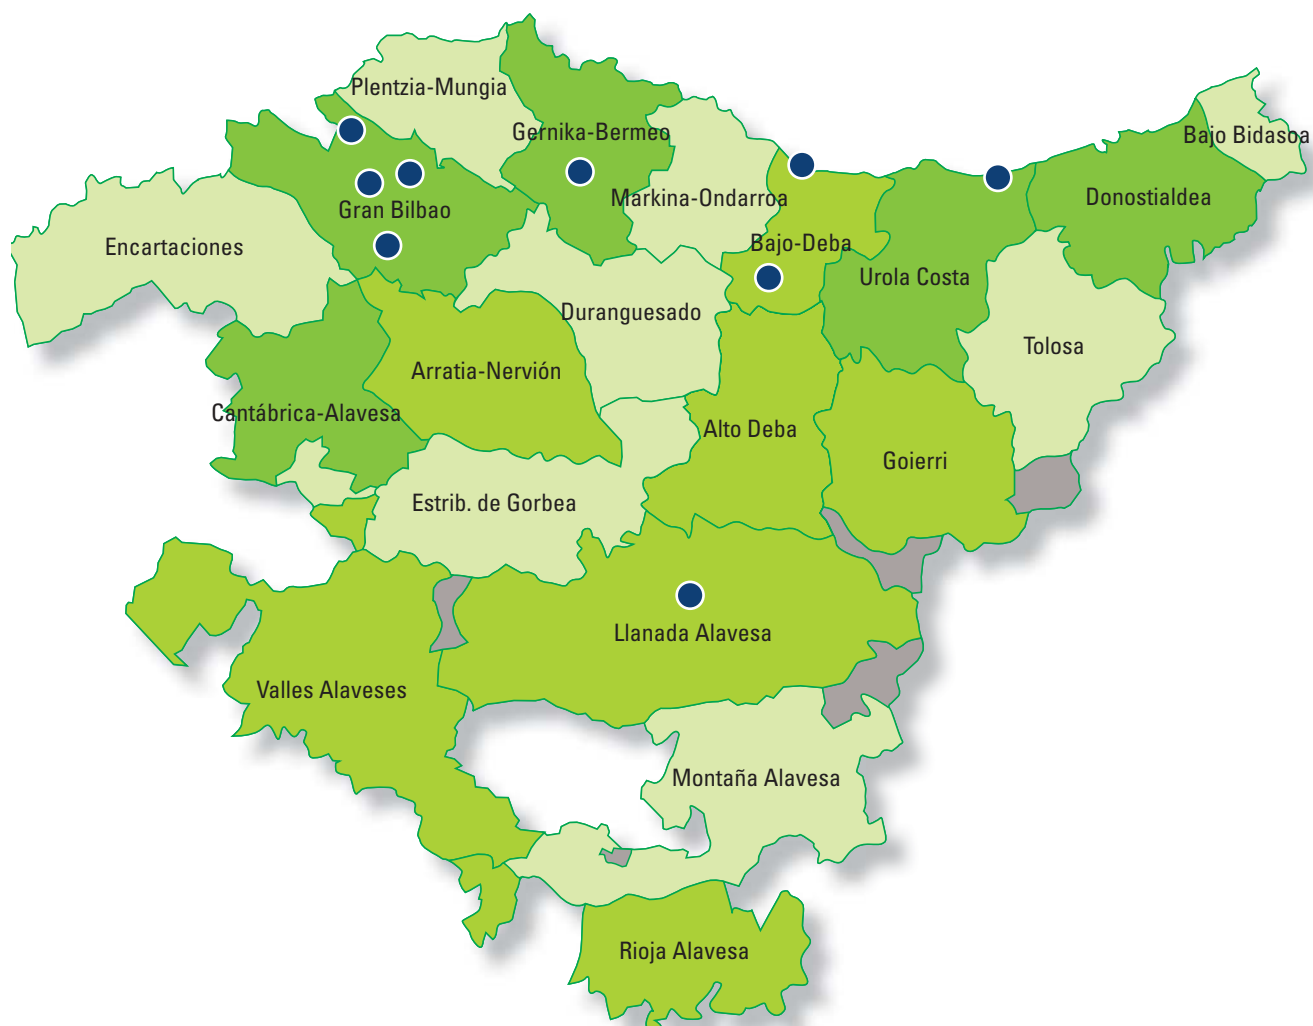 Plentzia-Mungia
Gernika-Bermeo
Bajo Bidasoa
Markina-Ondarroa
Donostialdea
Gran Bilbao
Encartaciones
Bajo-Deba
Urola Costa
Duranguesado
Tolosa
Arratia-Nervión
Cantábrica-Alavesa
Alto Deba
Goierri
Estrib. de Gorbea
Llanada Alavesa
Valles Alaveses
Montaña Alavesa
Rioja Alavesa